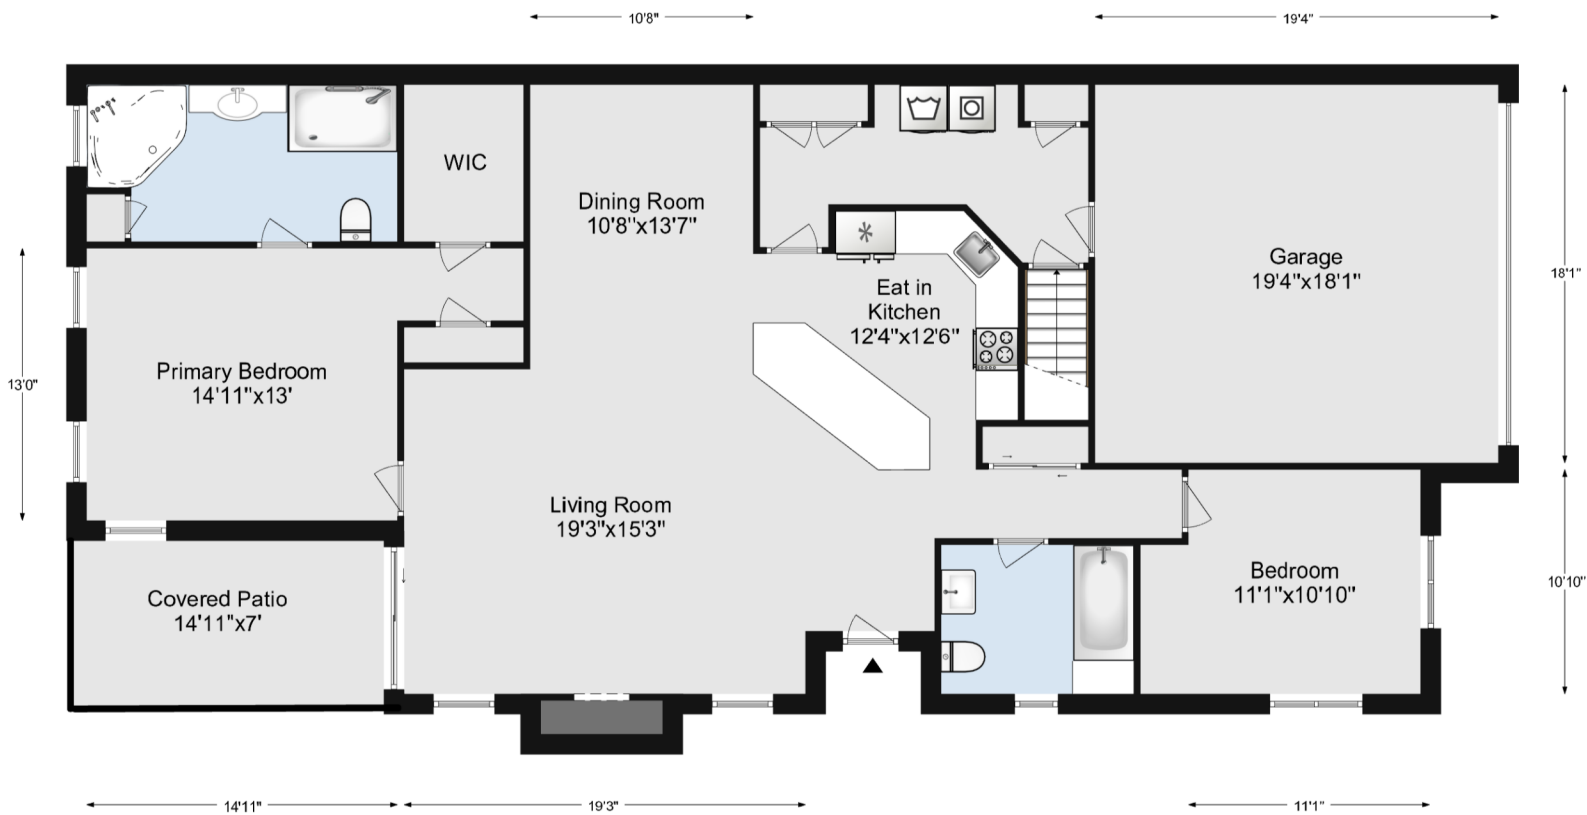 10'8"
19'4"
WIC
Dining Room
10'8"x13'7"
Garage
19'4"x18'1"
18'1"
Eat in
Kitchen
12'4"x12'6"
13'0"
Primary Bedroom
14'11"x13'
Living Room
19'3"x15'3"
Bedroom
11'1"x10'10"
10'10"
Covered Patio
14'11"x7'
14'11"
19'3"
11'1"